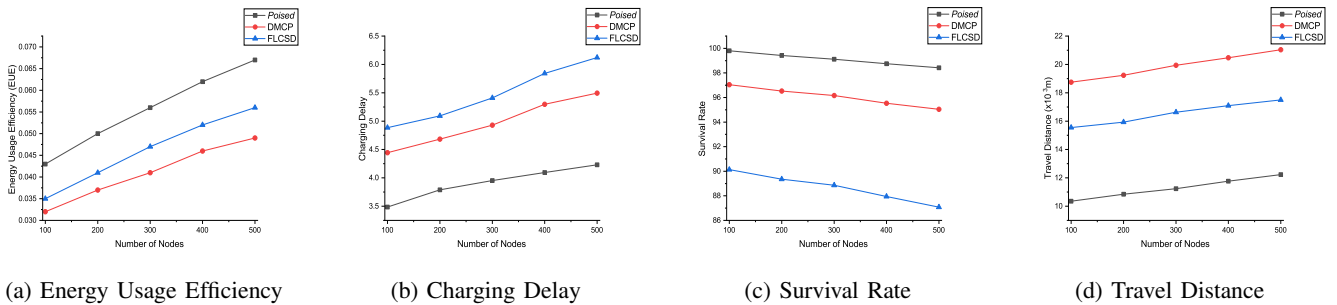 Poised
DMCP
FLCSD
0.070
0.065
0.060
0.055
0.050
0.045
0.040
0.035
0.030
Energy Usage Efficiency (EUE)
100 200 300 400 500
Number of Nodes
(a) Energy Usage Efficiency
Poised
DMCP
FLCSD
6.5
6.0
5.5
5.0
4.5
4.0
3.5
Charging Delay
100 200 300 400 500
Number of Nodes
(b) Charging Delay
Poised
DMCP
FLCSD
100
98
96
94
92
90
88
86
Survival Rate
100 200 300 400 500
Number of Nodes
(c) Survival Rate
Poised
DMCP
FLCSD
22
20
18
16
14
12
10
Travel Distance (x10⁻³m)
100 200 300 400 500
Number of Nodes
(d) Travel Distance